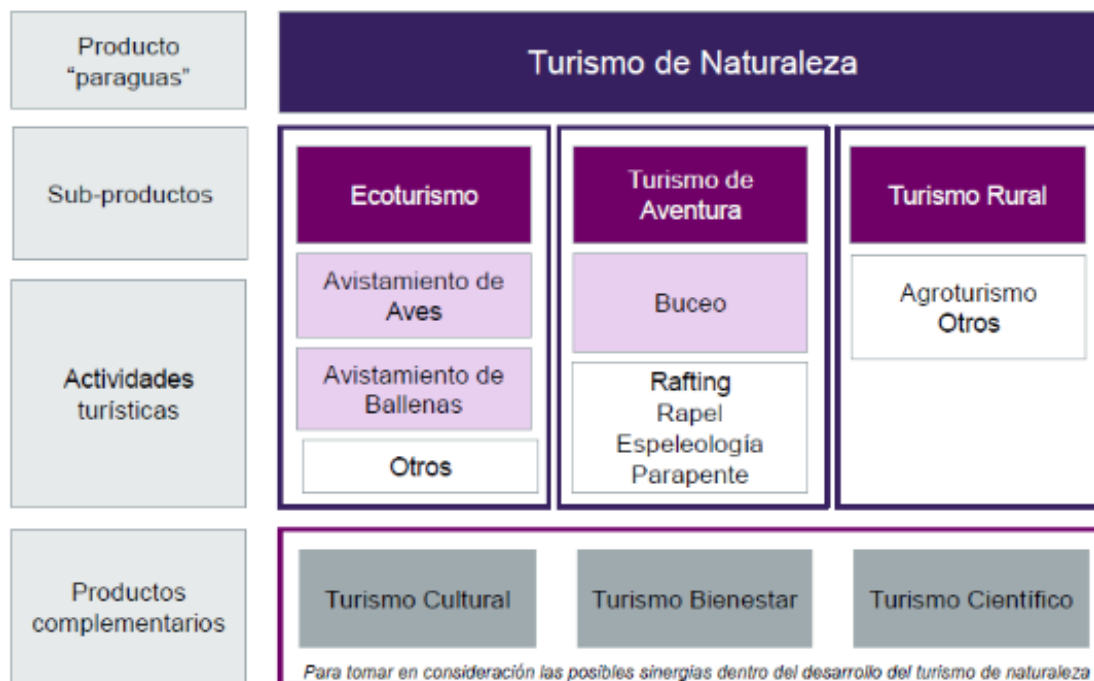 Producto
“paraguas”
Turismo de Naturaleza
Sub-productos
Ecoturismo
Turismo de
Aventura
Turismo Rural
Actividades
turísticas
Avistamiento de
Aves
Avistamiento de
Ballenas
Otros
Buceo
Rafting
Rapel
Espeleología
Parapente
Agroturismo
Otros
Productos
complementarios
Turismo Cultural
Turismo Bienestar
Turismo Científico
Para tomar en consideración las posibles sinergias dentro del desarrollo del turismo de naturaleza